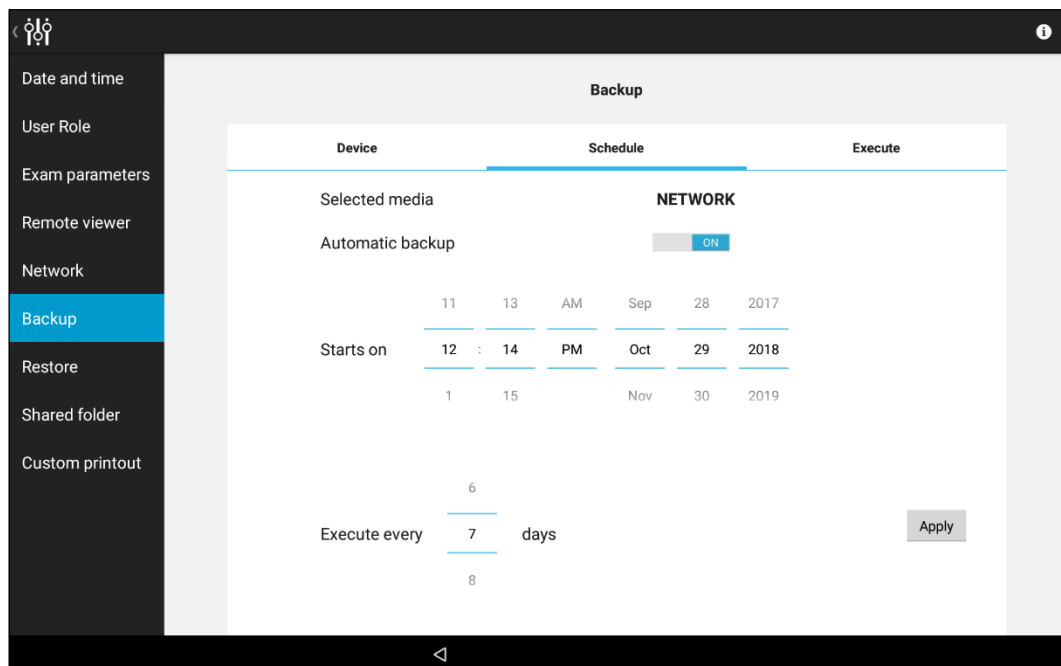 Date and time
User Role
Exam parameters
Remote viewer
Network
Backup
Restore
Shared folder
Custom printout
Backup
Device Schedule Execute
Selected media NETWORK
Automatic backup ON
11 13 AM Sep 28 2017
Starts on 12 : 14 PM Oct 29 2018
1 15 Nov 30 2019
6
Execute every 7 days
Apply
8